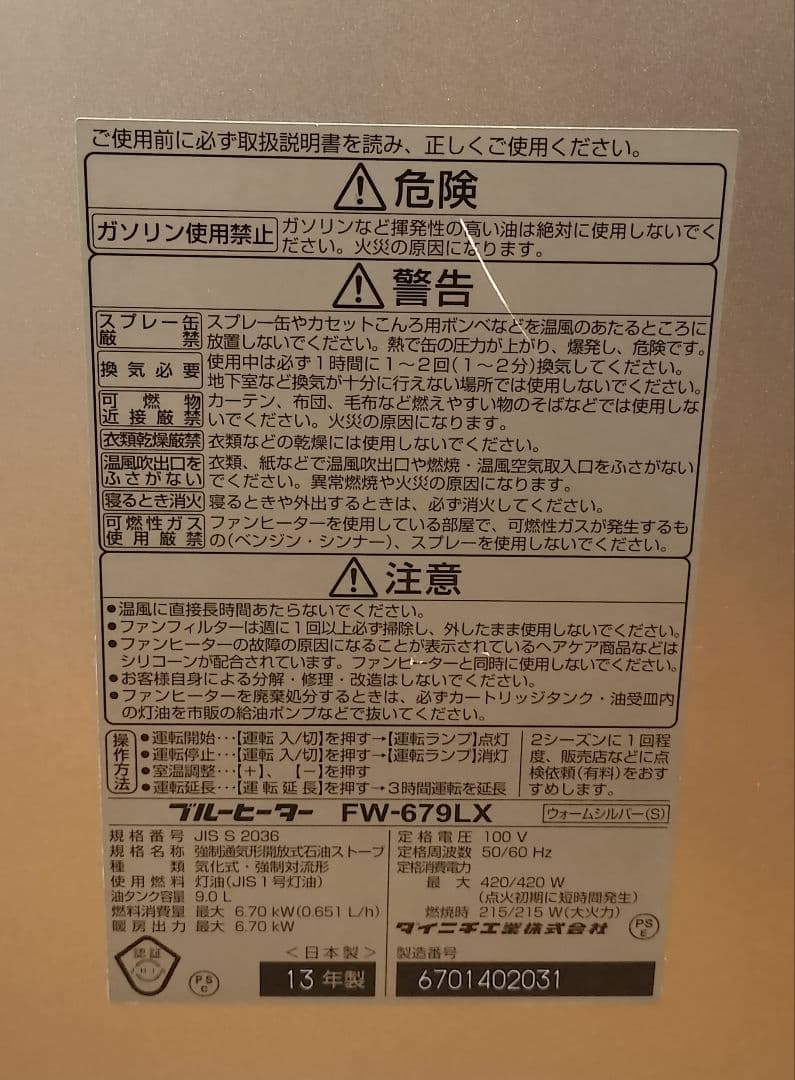 ご使用前に必ず取扱説明書を読み、正しくご使用ください。
危険
ガソリン使用禁止 ガソリンなど揮発性の高い油は絶対に使用しないでく
ださい。火災の原因になります。
警告
スプレー缶 スプレー缶やカセットこんろ用ボンベなどを温風のあたるところに
厳禁 放置しないでください。熱で缶の圧力が上がり、爆発し、危険です。
換気必要 使用中は必ず1時間に1〜2回(1〜2分)換気してください。
地下室など換気が十分に行えない場所では使用しないでください。
可燃物 カーテン、布団、毛布など燃えやすい物のそばなどでは使用しな
近接厳禁 いでください。火災の原因になります。
衣類乾燥厳禁 衣類などの乾燥には使用しないでください。
温風吹出口を 衣類、紙などで温風吹出口や燃焼・温風空気取入口をふさがない
ふさがない でください。異常燃焼や火災の原因になります。
寝るとき消火 寝るときや外出するときは、必ず消火してください。
可燃性ガス ファンヒーターを使用している部屋で、可燃性ガスが発生するも
使用厳禁 の(ベンジン・シンナー)、スプレーを使用しないでください。
注意
●温風に直接長時間あたらないでください。
●ファンフィルターは週に1回以上必ず掃除し、外したまま使用しないでください。
●ファンヒーターの故障の原因になることが表示されているヘアケア商品などは
シリコーンが配合されています。ファンヒーターと同時に使用しないでください。
●お客様自身による分解・修理・改造はしないでください。
●ファンヒーターを廃棄処分するときは、必ずカートリッジタンク・油受皿内
の灯油を市販の給油ポンプなどで抜いてください。
操作方法
●運転開始…【運転 入/切】を押す→【運転ランプ】点灯
●運転停止…【運転 入/切】を押す→【運転ランプ】消灯
●室温調整…【+】、【−】を押す
●運転延長…【運転延長】を押す→3時間運転を延長
2シーズンに1回程
度、販売店などに点
検依頼(有料)をおす
すめします。
ブルーヒーター FW-679LX ウォームシルバー(S)
規格番号 JIS S 2036
規格名称 強制通気形開放式石油ストーブ
種類 気化式・強制対流形
使用燃料 灯油(JIS1号灯油)
油タンク容量 9.0 L
燃料消費量 最大 6.70 kW(0.651 L/h)
暖房出力 最大 6.70 kW
定格電圧 100 V
定格周波数 50/60 Hz
定格消費電力
最大 420/420 W
(点火初期に短時間発生)
燃焼時 215/215 W(大火力)
ダイニチ工業株式会社 PS E
認証 JHIA
PS C
<日本製>
13 年製
製造番号
6701402031